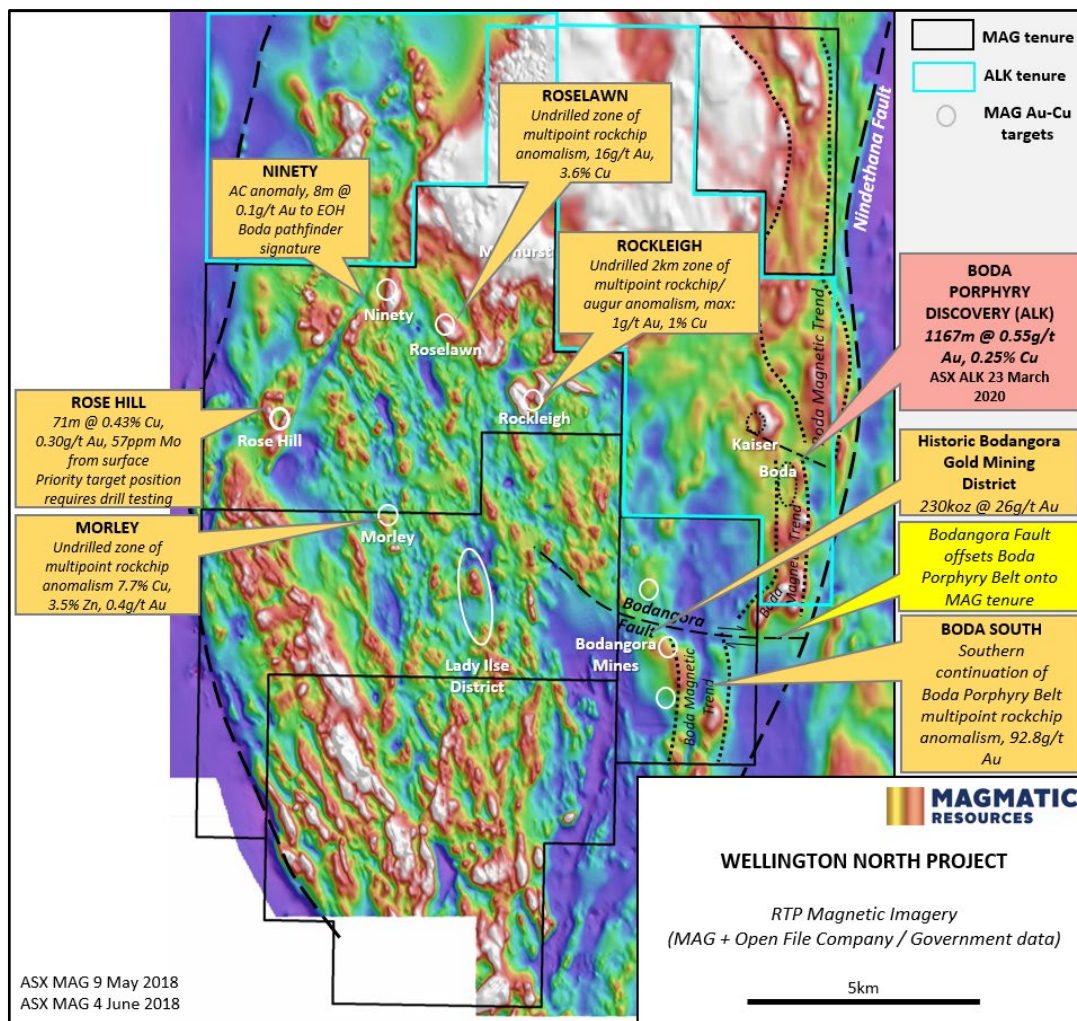 MAG tenure
ALK tenure
MAG Au-Cu
targets
Nindethana Fault
ROSELAWN
Undrilled zone of
multipoint rockchip
anomalism, 16g/t Au,
3.6% Cu
NINETY
AC anomaly, 8m @
0.1g/t Au to EOH
Boda pathfinder
signature
ROCKLEIGH
Undrilled 2km zone of
multipoint rockchip/
augur anomalism, max:
1g/t Au, 1% Cu
BODA
PORPHYRY
DISCOVERY (ALK)
1167m @ 0.55g/t
Au, 0.25% Cu
ASX ALK 23 March
2020
Ninety
Roselawn
Rockleigh
Boda Magnetic Trend
ROSE HILL
71m @ 0.43% Cu,
0.30g/t Au, 57ppm Mo
from surface
Priority target position
requires drill testing
Rose Hill
Kaiser
Boda
Historic Bodangora
Gold Mining
District
230koz @ 26g/t Au
MORLEY
Undrilled zone of
multipoint rockchip
anomalism 7.7% Cu,
3.5% Zn, 0.4g/t Au
Morley
Boda Magnetic Trend
Bodangora Fault
offsets Boda
Porphyry Belt onto
MAG tenure
Bodangora
Fault
Bodangora
Mines
Lady Ilse
District
Boda Magnetic
Trend
BODA SOUTH
Southern
continuation of
Boda Porphyry Belt
multipoint rockchip
anomalism, 92.8g/t
Au
MAGMATIC
RESOURCES
WELLINGTON NORTH PROJECT
RTP Magnetic Imagery
(MAG + Open File Company / Government data)
5km
ASX MAG 9 May 2018
ASX MAG 4 June 2018